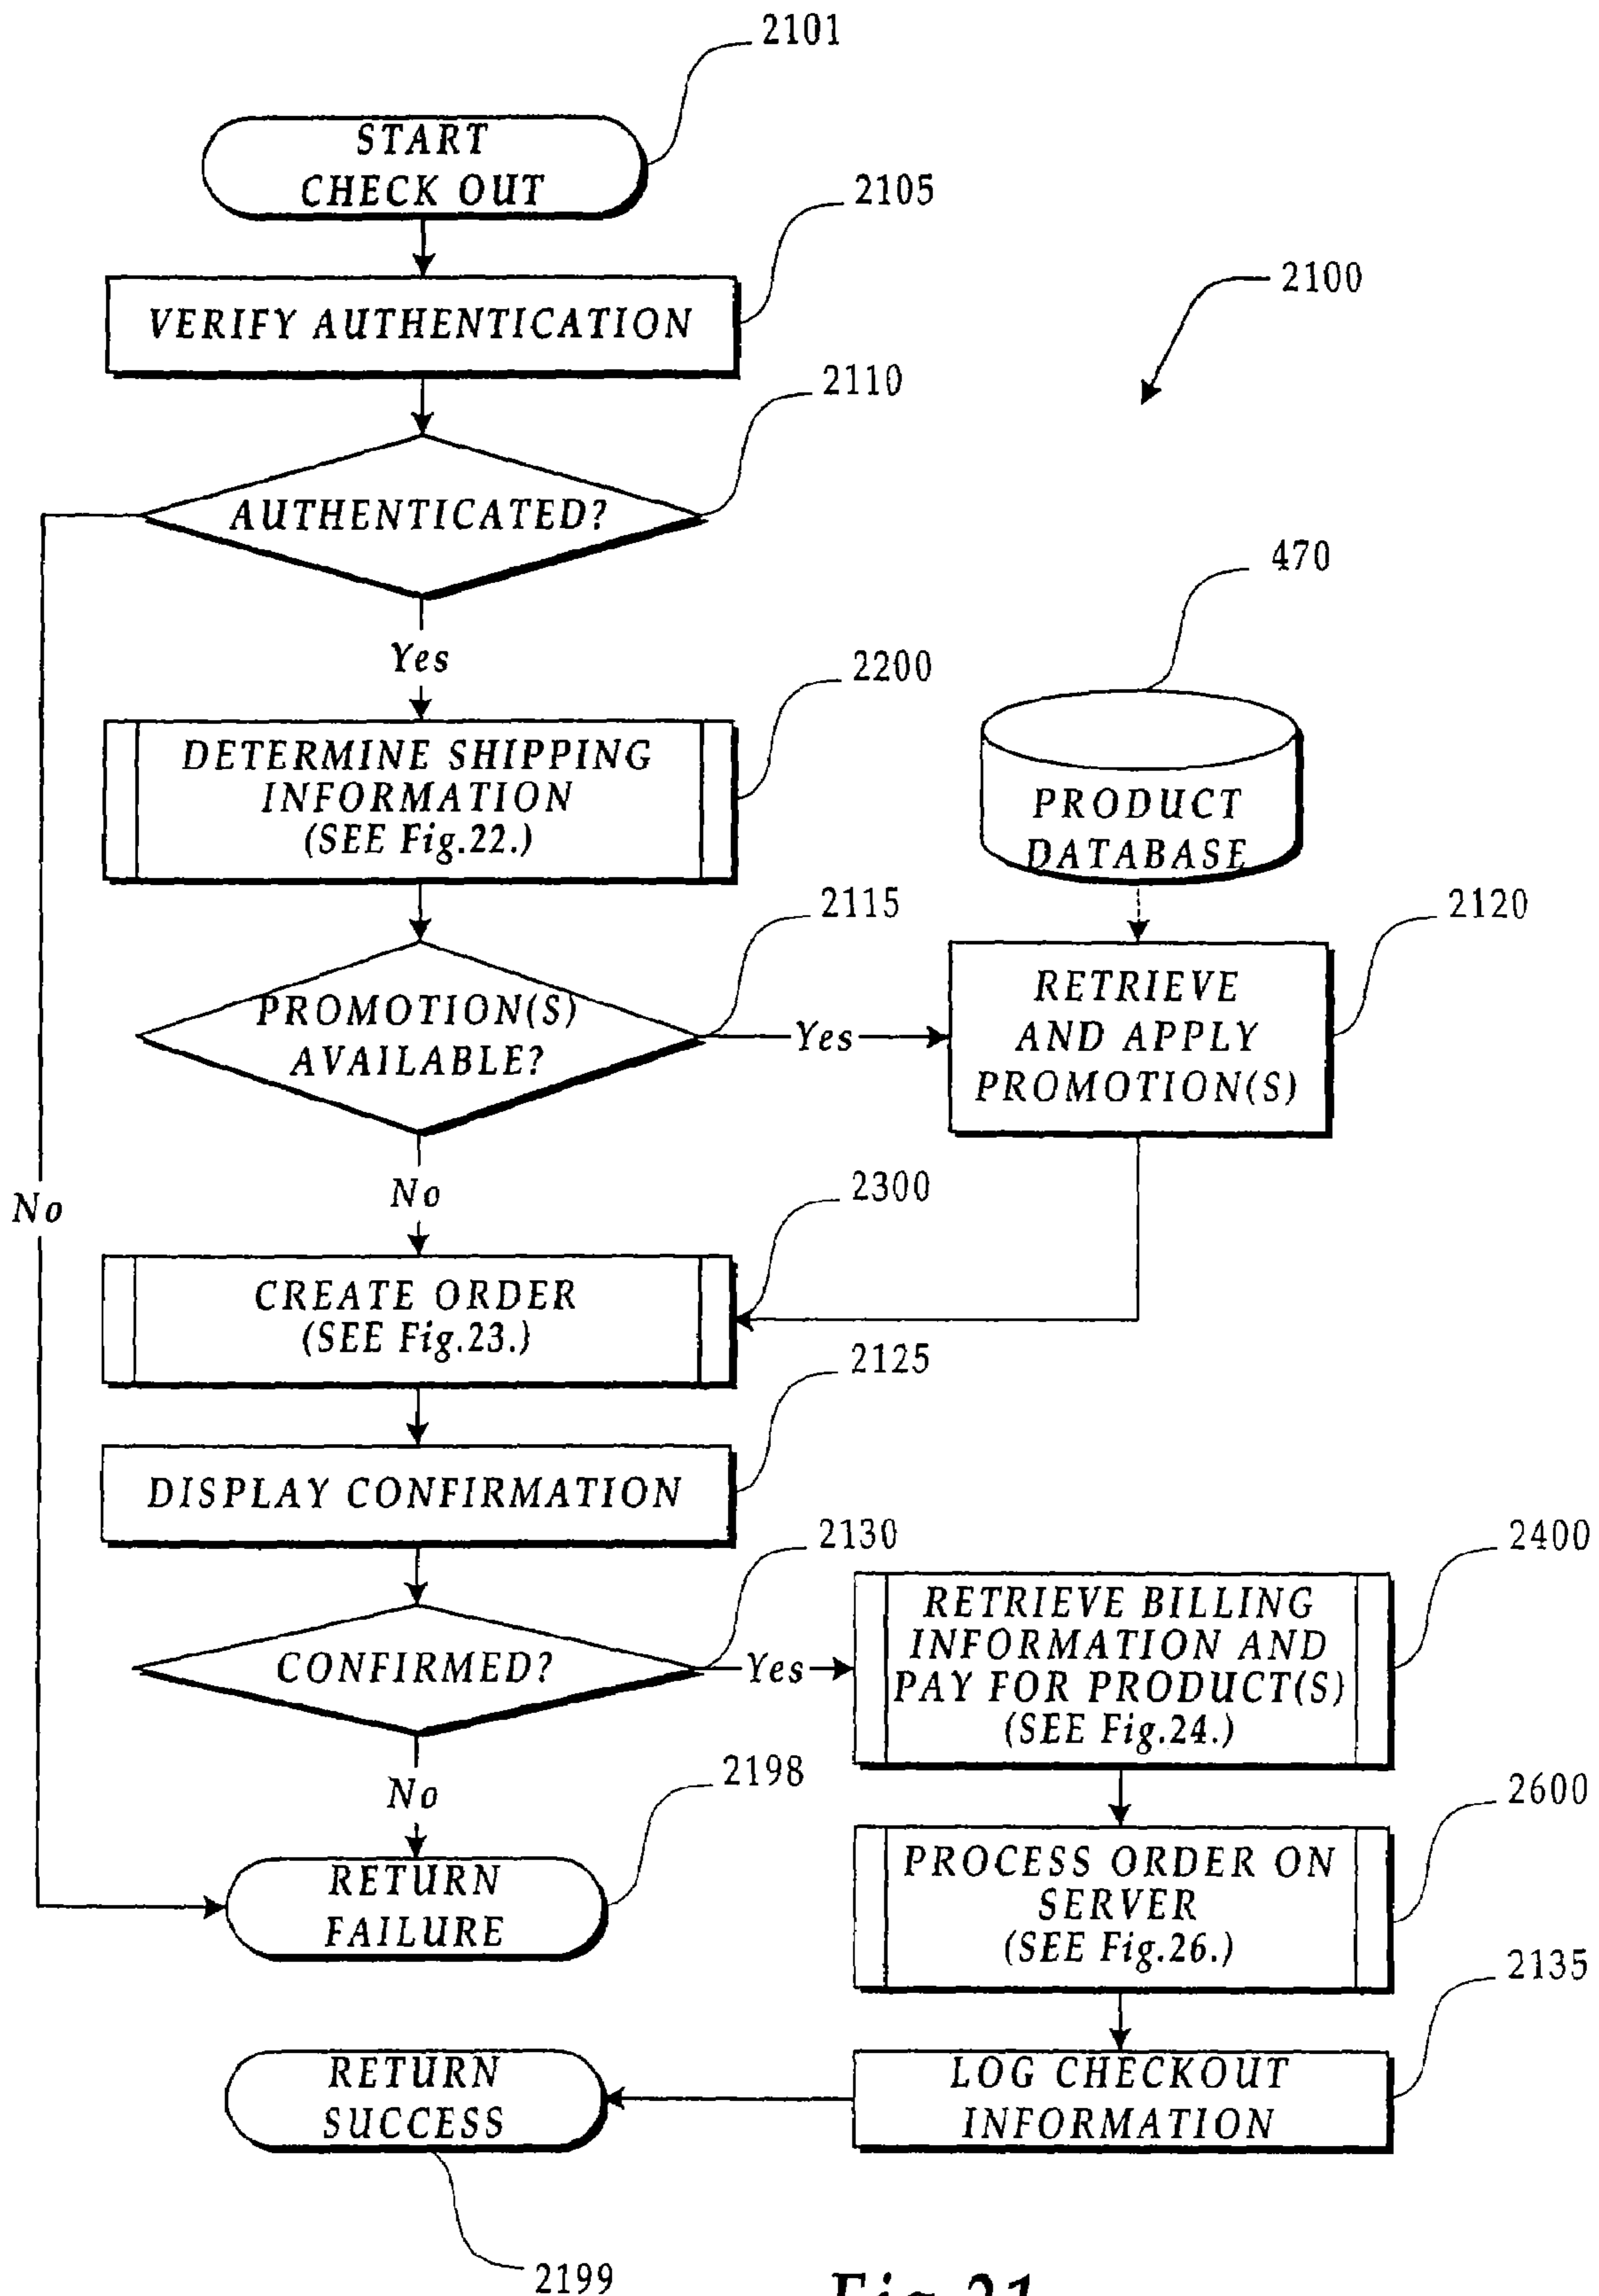 2101
START
CHECK OUT
2105
VERIFY AUTHENTICATION
2100
2110
AUTHENTICATED?
470
Yes
2200
DETERMINE SHIPPING
INFORMATION
(SEE Fig.22.)
PRODUCT
DATABASE
2115
2120
PROMOTION(S)
AVAILABLE?
Yes
RETRIEVE
AND APPLY
PROMOTION(S)
No
No
2300
CREATE ORDER
(SEE Fig.23.)
2125
DISPLAY CONFIRMATION
2130
2400
CONFIRMED?
Yes
RETRIEVE BILLING
INFORMATION AND
PAY FOR PRODUCT(S)
(SEE Fig.24.)
No
2198
2600
RETURN
FAILURE
PROCESS ORDER ON
SERVER
(SEE Fig.26.)
2135
RETURN
SUCCESS
LOG CHECKOUT
INFORMATION
2199
Fig.21.